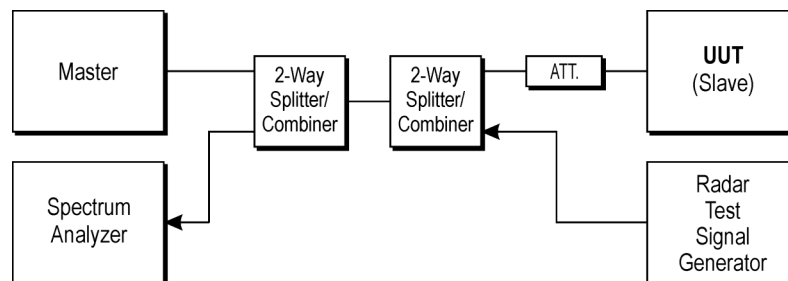 Master
2-Way
Splitter/
Combiner
2-Way
Splitter/
Combiner
ATT.
UUT
(Slave)
Spectrum
Analyzer
Radar
Test
Signal
Generator